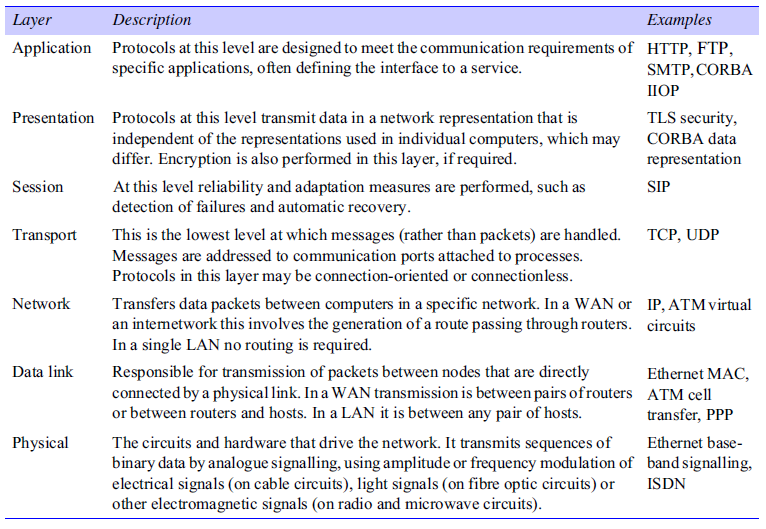 Layer Description Examples
Application Protocols at this level are designed to meet the communication requirements of HTTP, FTP,
specific applications, often defining the interface to a service. SMTP, CORBA
IIOP
Presentation Protocols at this level transmit data in a network representation that is TLS security,
independent of the representations used in individual computers, which may CORBA data
differ. Encryption is also performed in this layer, if required. representation
Session At this level reliability and adaptation measures are performed, such as SIP
detection of failures and automatic recovery.
Transport This is the lowest level at which messages (rather than packets) are handled. TCP, UDP
Messages are addressed to communication ports attached to processes.
Protocols in this layer may be connection-oriented or connectionless.
Network Transfers data packets between computers in a specific network. In a WAN or IP, ATM virtual
an internetwork this involves the generation of a route passing through routers. circuits
In a single LAN no routing is required.
Data link Responsible for transmission of packets between nodes that are directly Ethernet MAC,
connected by a physical link. In a WAN transmission is between pairs of routers ATM cell
or between routers and hosts. In a LAN it is between any pair of hosts. transfer, PPP
Physical The circuits and hardware that drive the network. It transmits sequences of Ethernet base-
binary data by analogue signalling, using amplitude or frequency modulation of band signalling,
electrical signals (on cable circuits), light signals (on fibre optic circuits) or ISDN
other electromagnetic signals (on radio and microwave circuits).